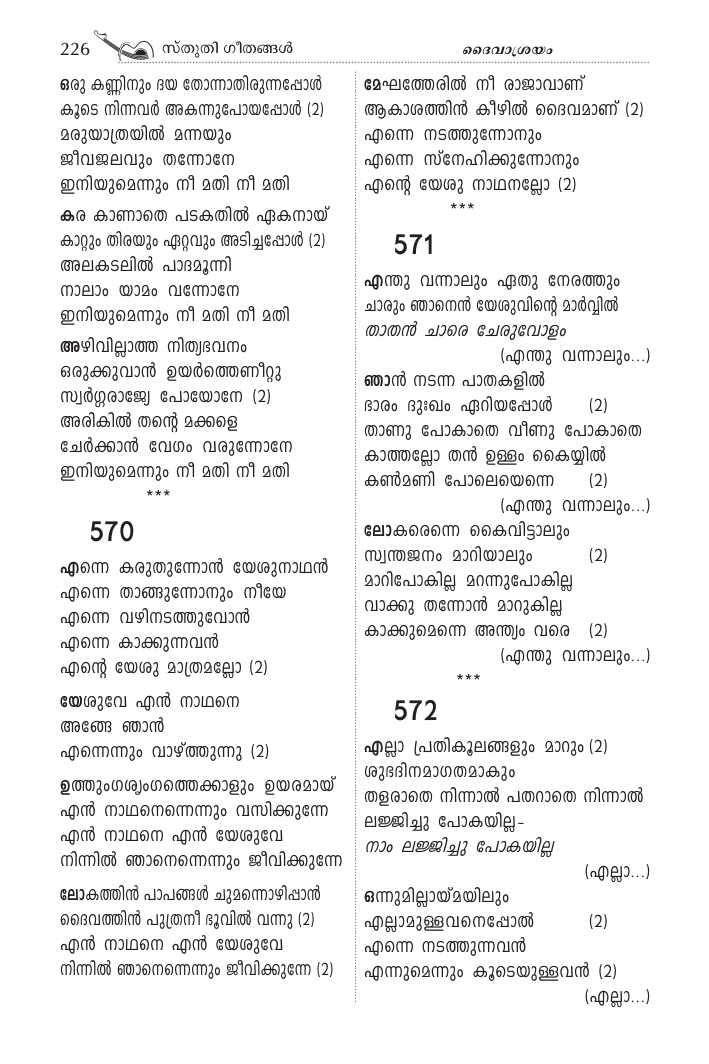 226 സ്തുതി ഗീതങ്ങൾ
ദൈവാശ്രയം
ഒരു കണ്ണിനും ദയ തോന്നാതിരുന്നപ്പോൾ
കൂടെ നിന്നവർ അകന്നുപോയപ്പോൾ (2)
മരുയാത്രയിൽ മന്നയും
ജീവജലവും തന്നോനേ
ഇനിയുമെന്നും നീ മതി നീ മതി
കര കാണാതെ പടകതിൽ ഏകനായ്
കാറ്റും തിരയും ഏറ്റവും അടിച്ചപ്പോൾ (2)
അലകടലിൽ പാദമൂന്നി
നാലാം യാമം വന്നോനേ
ഇനിയുമെന്നും നീ മതി നീ മതി
അഴിവില്ലാത്ത നിത്യഭവനം
ഒരുക്കുവാൻ ഉയർത്തെണീറ്റു
സ്വർഗ്ഗരാജ്യേ പോയോനേ (2)
അരികിൽ തന്റെ മക്കളെ
ചേർക്കാൻ വേഗം വരുന്നോനേ
ഇനിയുമെന്നും നീ മതി നീ മതി
***
570
എന്നെ കരുതുന്നോൻ യേശുനാഥൻ
എന്നെ താങ്ങുന്നോനും നീയേ
എന്നെ വഴിനടത്തുവോൻ
എന്നെ കാക്കുന്നവൻ
എന്റെ യേശു മാത്രമല്ലോ (2)
യേശുവേ എൻ നാഥനെ
അങ്ങേ ഞാൻ
എന്നെന്നും വാഴ്ത്തുന്നു (2)
ഉത്തുംഗശൃംഗത്തെക്കാളും ഉയരമായ്
എൻ നാഥനെന്നെന്നും വസിക്കുന്നേ
എൻ നാഥനെ എൻ യേശുവേ
നിന്നിൽ ഞാനെന്നെന്നും ജീവിക്കുന്നേ
ലോകത്തിൻ പാപങ്ങൾ ചുമന്നൊഴിപ്പാൻ
ദൈവത്തിൻ പുത്രനീ ഭൂവിൽ വന്നു (2)
എൻ നാഥനെ എൻ യേശുവേ
നിന്നിൽ ഞാനെന്നെന്നും ജീവിക്കുന്നേ (2)
മേഘത്തേരിൽ നീ രാജാവാണ്
ആകാശത്തിൻ കീഴിൽ ദൈവമാണ് (2)
എന്നെ നടത്തുന്നോനും
എന്നെ സ്നേഹിക്കുന്നോനും
എന്റെ യേശു നാഥനല്ലോ (2)
***
571
എന്തു വന്നാലും ഏതു നേരത്തും
ചാരും ഞാനെൻ യേശുവിന്റെ മാർവ്വിൽ
താതൻ ചാരെ ചേരുവോളം
(എന്തു വന്നാലും...)
ഞാൻ നടന്ന പാതകളിൽ
ഭാരം ദുഃഖം ഏറിയപ്പോൾ (2)
താണു പോകാതെ വീണു പോകാതെ
കാത്തല്ലോ തൻ ഉള്ളം കൈയ്യിൽ
കൺമണി പോലെയെന്നെ (2)
(എന്തു വന്നാലും...)
ലോകരെന്നെ കൈവിട്ടാലും
സ്വന്തജനം മാറിയാലും (2)
മാറിപോകില്ല മറന്നുപോകില്ല
വാക്കു തന്നോൻ മാറുകില്ല
കാക്കുമെന്നെ അന്ത്യം വരെ (2)
(എന്തു വന്നാലും...)
***
572
എല്ലാ പ്രതികൂലങ്ങളും മാറും (2)
ശുഭദിനമാഗതമാകും
തളരാതെ നിന്നാൽ പതറാതെ നിന്നാൽ
ലജ്ജിച്ചു പോകയില്ല-
നാം ലജ്ജിച്ചു പോകയില്ല
(എല്ലാ...)
ഒന്നുമില്ലായ്മയിലും
എല്ലാമുള്ളവനെപ്പോൽ (2)
എന്നെ നടത്തുന്നവൻ
എന്നുമെന്നും കൂടെയുള്ളവൻ (2)
(എല്ലാ...)